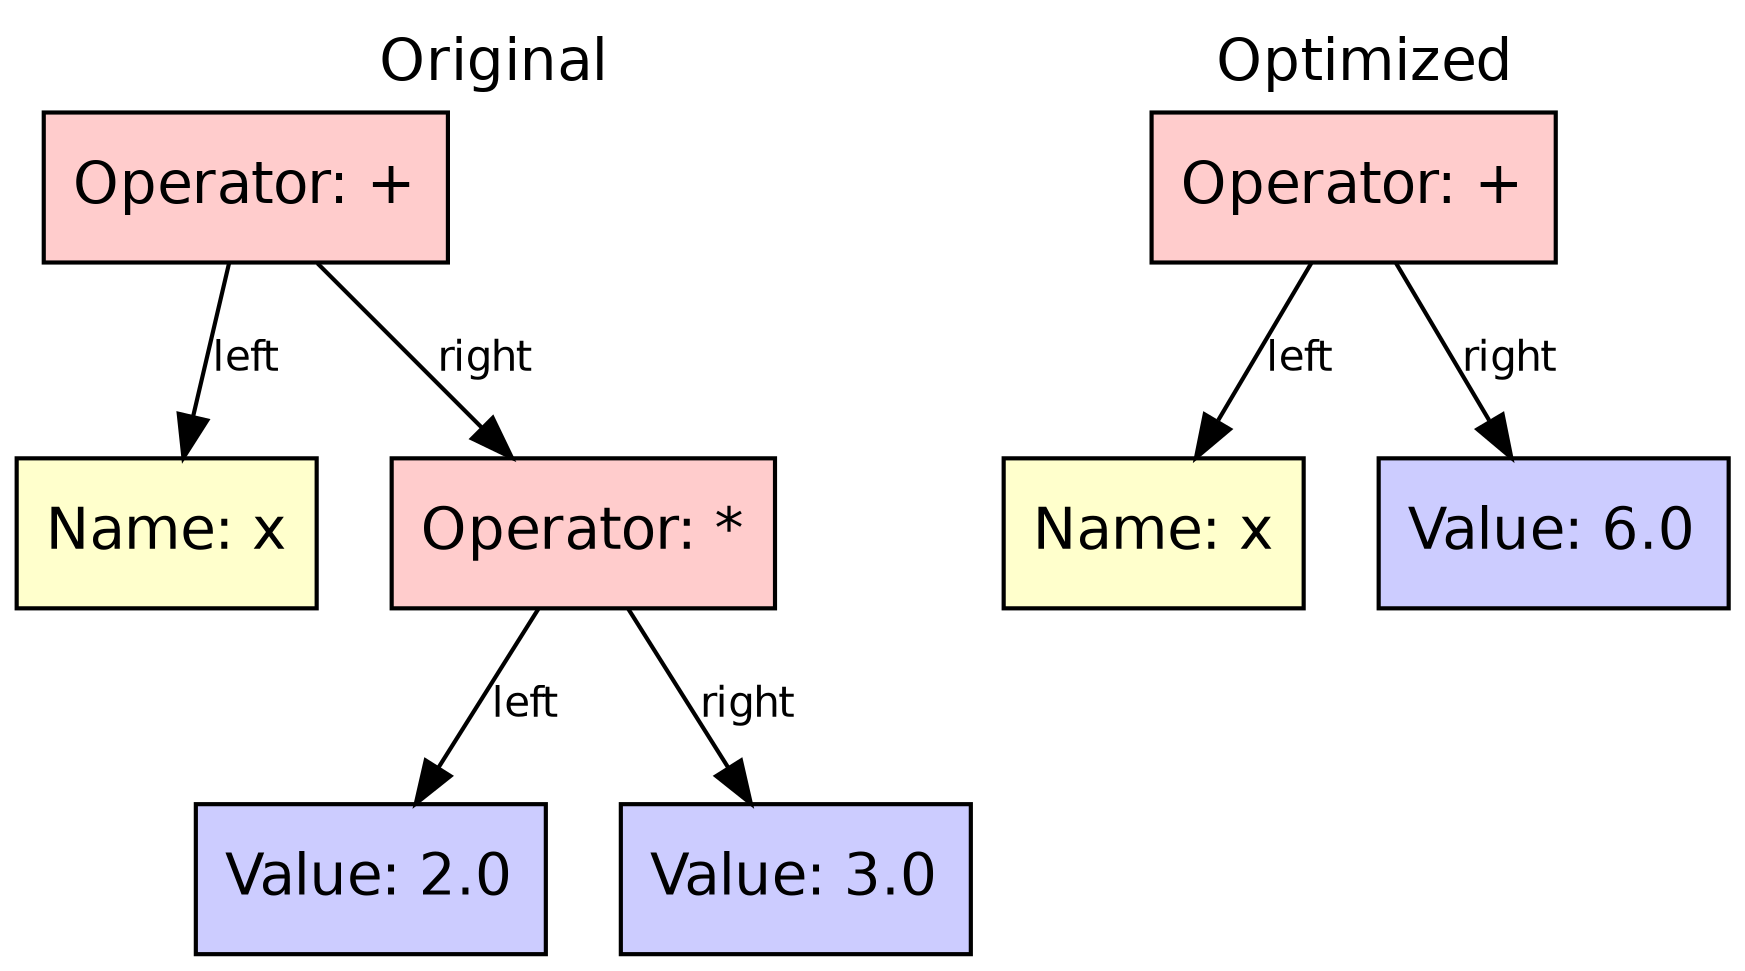 Original
Operator: +
left
right
Name: x
Operator: *
left
right
Value: 2.0
Value: 3.0
Optimized
Operator: +
left
right
Name: x
Value: 6.0